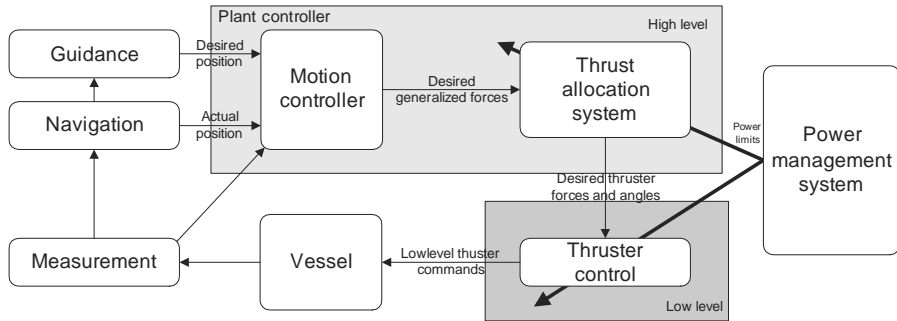 Plant controller
High level
Guidance
Desired
position
Motion
controller
Thrust
allocation
system
Desired
generalized forces
Navigation
Actual
position
Power
limits
Power
management
system
Desired thruster
forces and angles
Measurement
Vessel
Lowlevel thuster
commands
Thruster
control
Low level